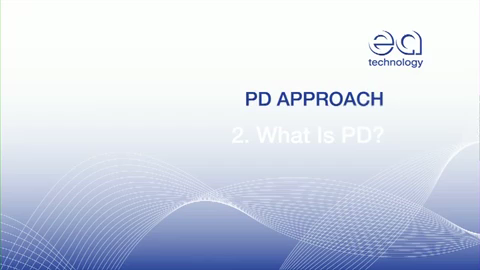 ea
technology
PD APPROACH
2. What Is PD?